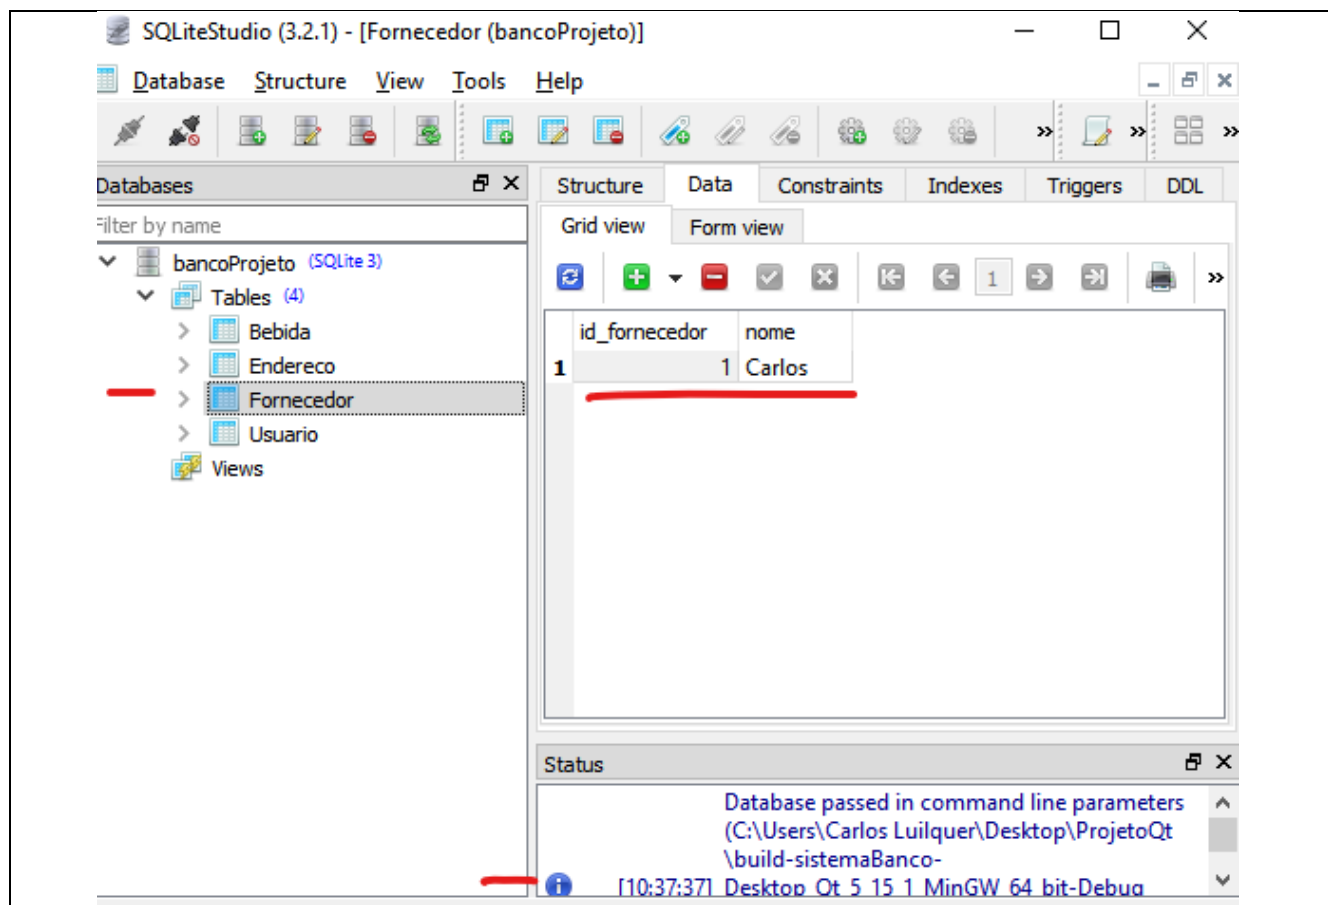 SQLiteStudio (3.2.1) - [Fornecedor (bancoProjeto)]
Database Structure View Tools Help
Databases
Filter by name
bancoProjeto (SQLite 3)
Tables (4)
Bebida
Endereco
Fornecedor
Usuario
Views
Structure Data Constraints Indexes Triggers DDL
Grid view Form view
1
id_fornecedor nome
1 1 Carlos
Status
Database passed in command line parameters
(C:\Users\Carlos Luilquer\Desktop\ProjetoQt
\build-sistemaBanco-
[10:37:37] Desktop_Qt_5_15_1_MinGW_64_bit-Debug